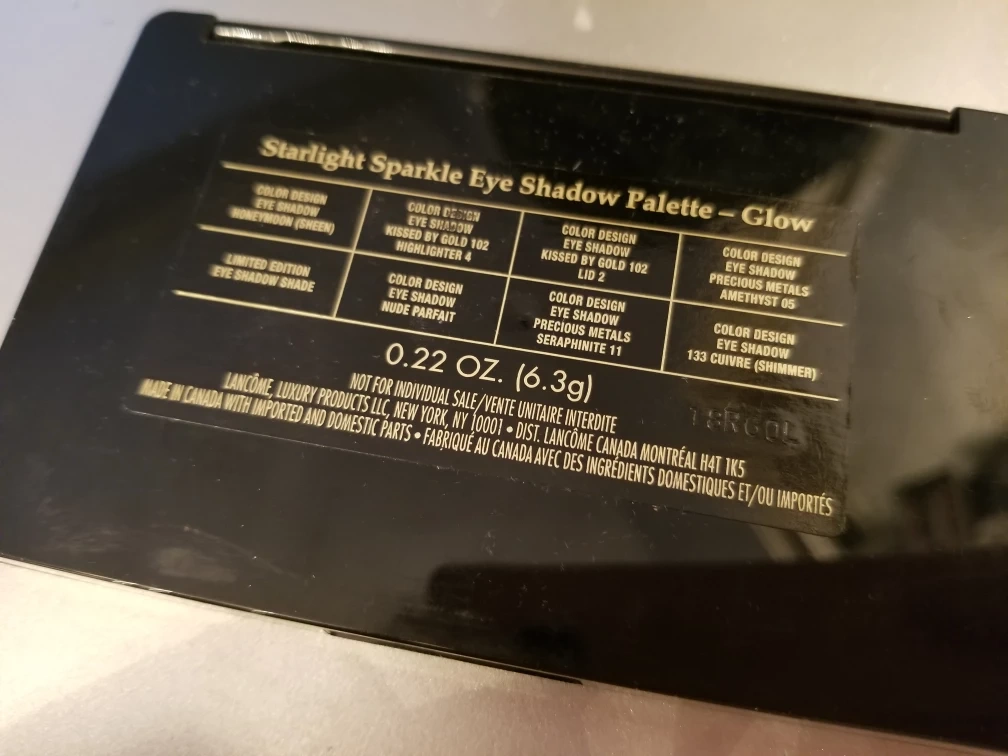 Starlight Sparkle Eye Shadow Palette – Glow
COLOR DESIGN
EYE SHADOW
HONEYMOON (SHEEN)
COLOR DESIGN
EYE SHADOW
KISSED BY GOLD 102
HIGHLIGHTER 4
COLOR DESIGN
EYE SHADOW
KISSED BY GOLD 102
LID 2
COLOR DESIGN
EYE SHADOW
PRECIOUS METALS
AMETHYST 05
LIMITED EDITION
EYE SHADOW SHADE
COLOR DESIGN
EYE SHADOW
NUDE PARFAIT
COLOR DESIGN
EYE SHADOW
PRECIOUS METALS
SERAPHINITE 11
COLOR DESIGN
EYE SHADOW
133 CUIVRE (SHIMMER)
0.22 OZ. (6.3g)
NOT FOR INDIVIDUAL SALE/VENTE UNITAIRE INTERDITE
LANCÔME, LUXURY PRODUCTS LLC, NEW YORK, NY 10001 • DIST. LANCÔME CANADA MONTRÉAL H4T 1K5
MADE IN CANADA WITH IMPORTED AND DOMESTIC PARTS • FABRIQUÉ AU CANADA AVEC DES INGRÉDIENTS DOMESTIQUES ET/OU IMPORTÉS